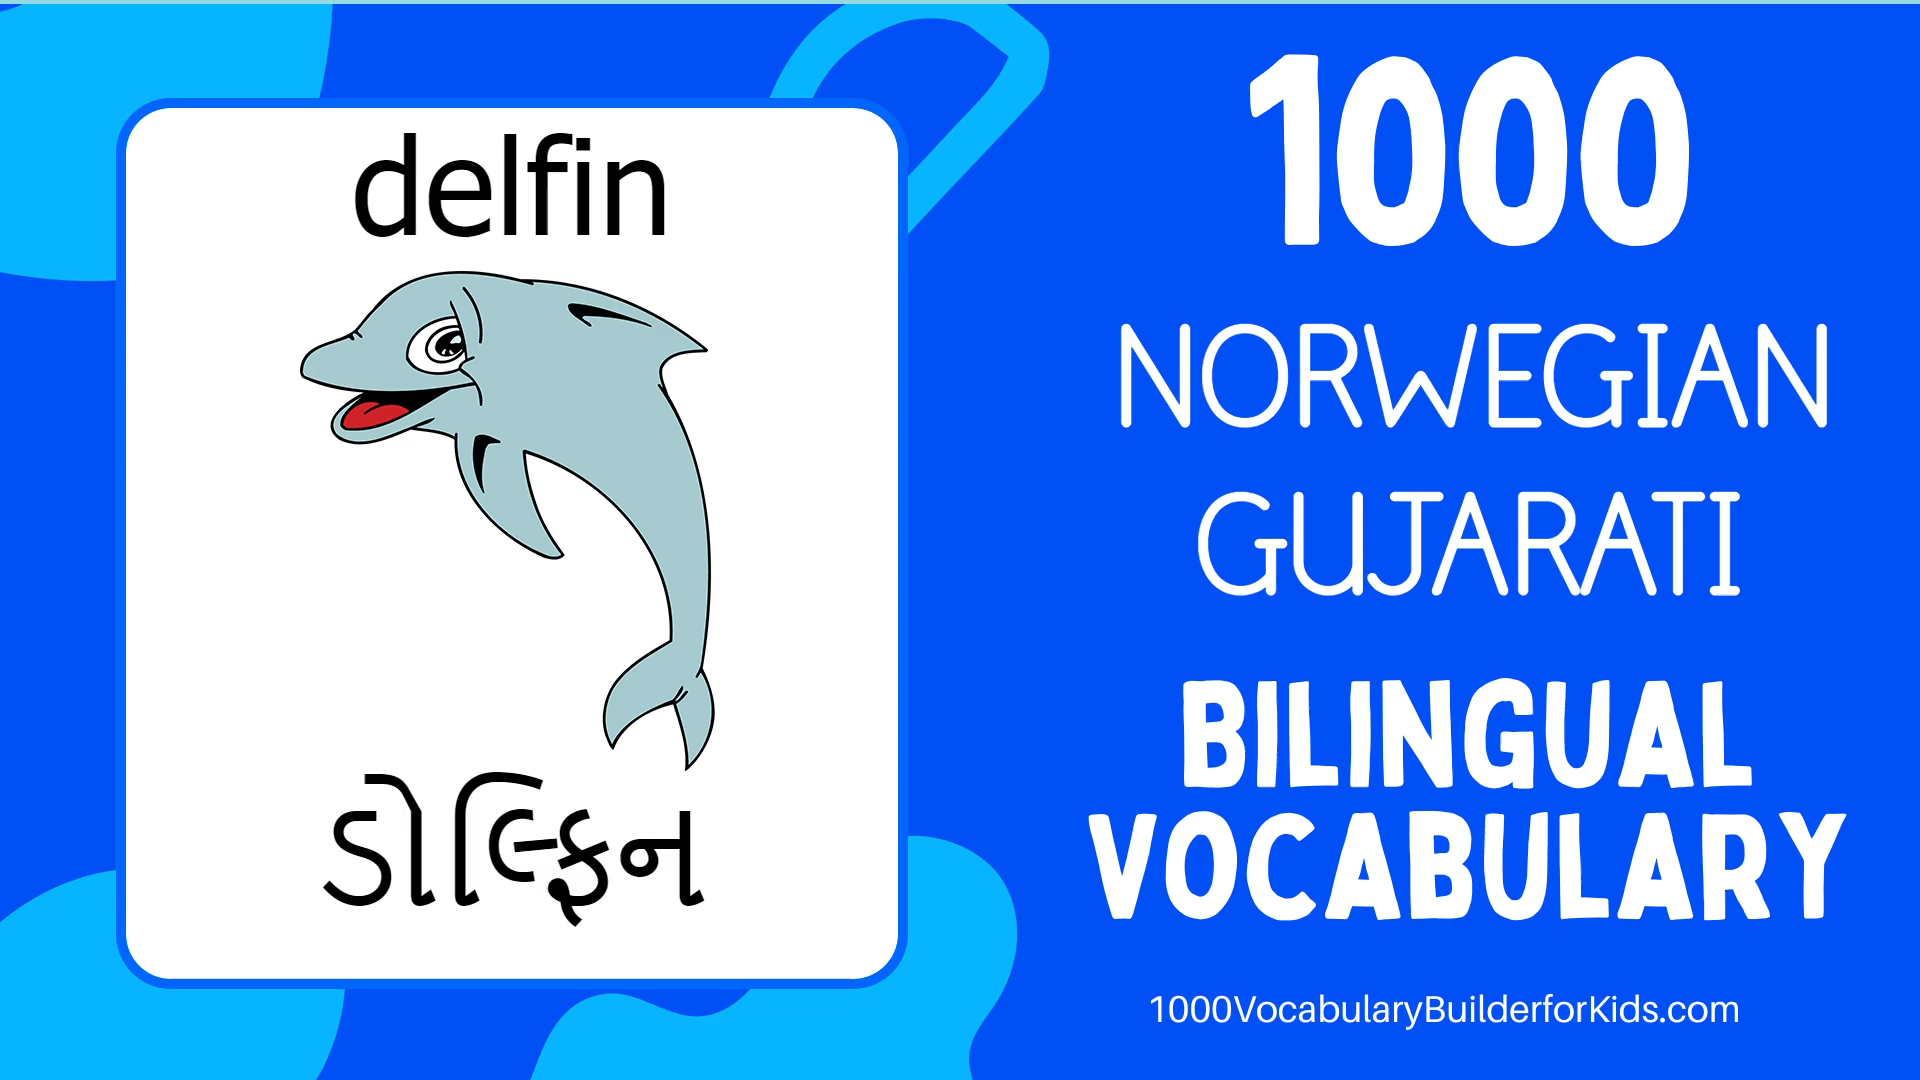 delfin
ડોલ્ફિન
1000
NORWEGIAN
GUJARATI
BILINGUAL
VOCABULARY
1000VocabularyBuilderforKids.com